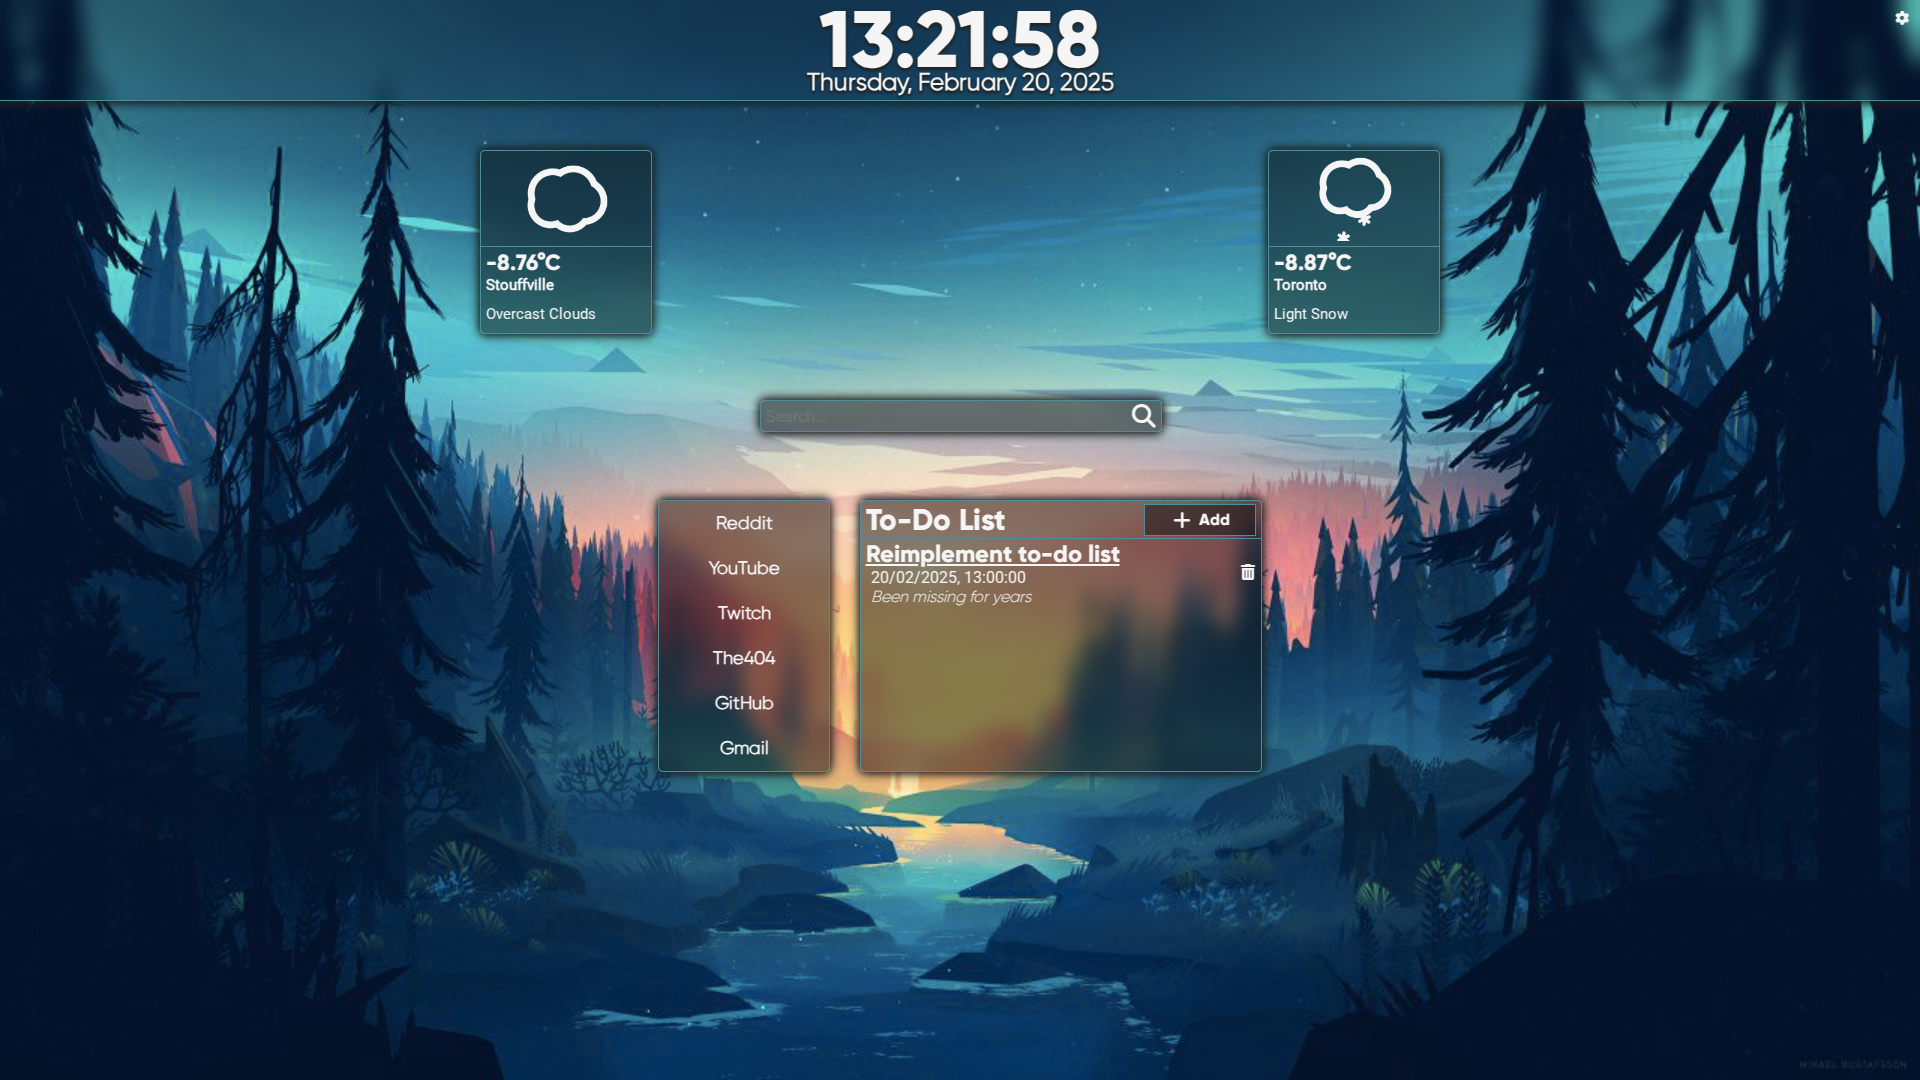 13:21:58
Thursday, February 20, 2025
-8.76°C
Stouffville
Overcast Clouds
-8.87°C
Toronto
Light Snow
Search...
Reddit
YouTube
Twitch
The404
GitHub
Gmail
To-Do List
+ Add
Reimplement to-do list
20/02/2025, 13:00:00
Been missing for years
MIKAEL GUSTAFSSON